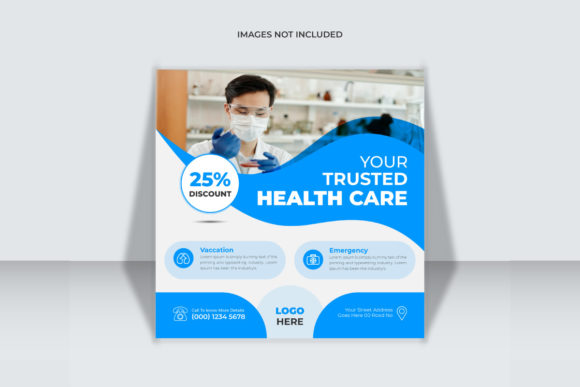 IMAGES NOT INCLUDED
YOUR
TRUSTED
HEALTH CARE
25%
DISCOUNT
Vaccation
Lorem Ipsum is simply dummy text of the
printing and typesetting industry. Lorem
Ipsum has been the industry's
Emergency
Lorem Ipsum is simply dummy text of the
printing and typesetting industry. Lorem
Ipsum has been the industry's
Call To know More Details
(000) 1234 5678
LOGO
HERE
Your Street Address
Goes Here 00 Road No